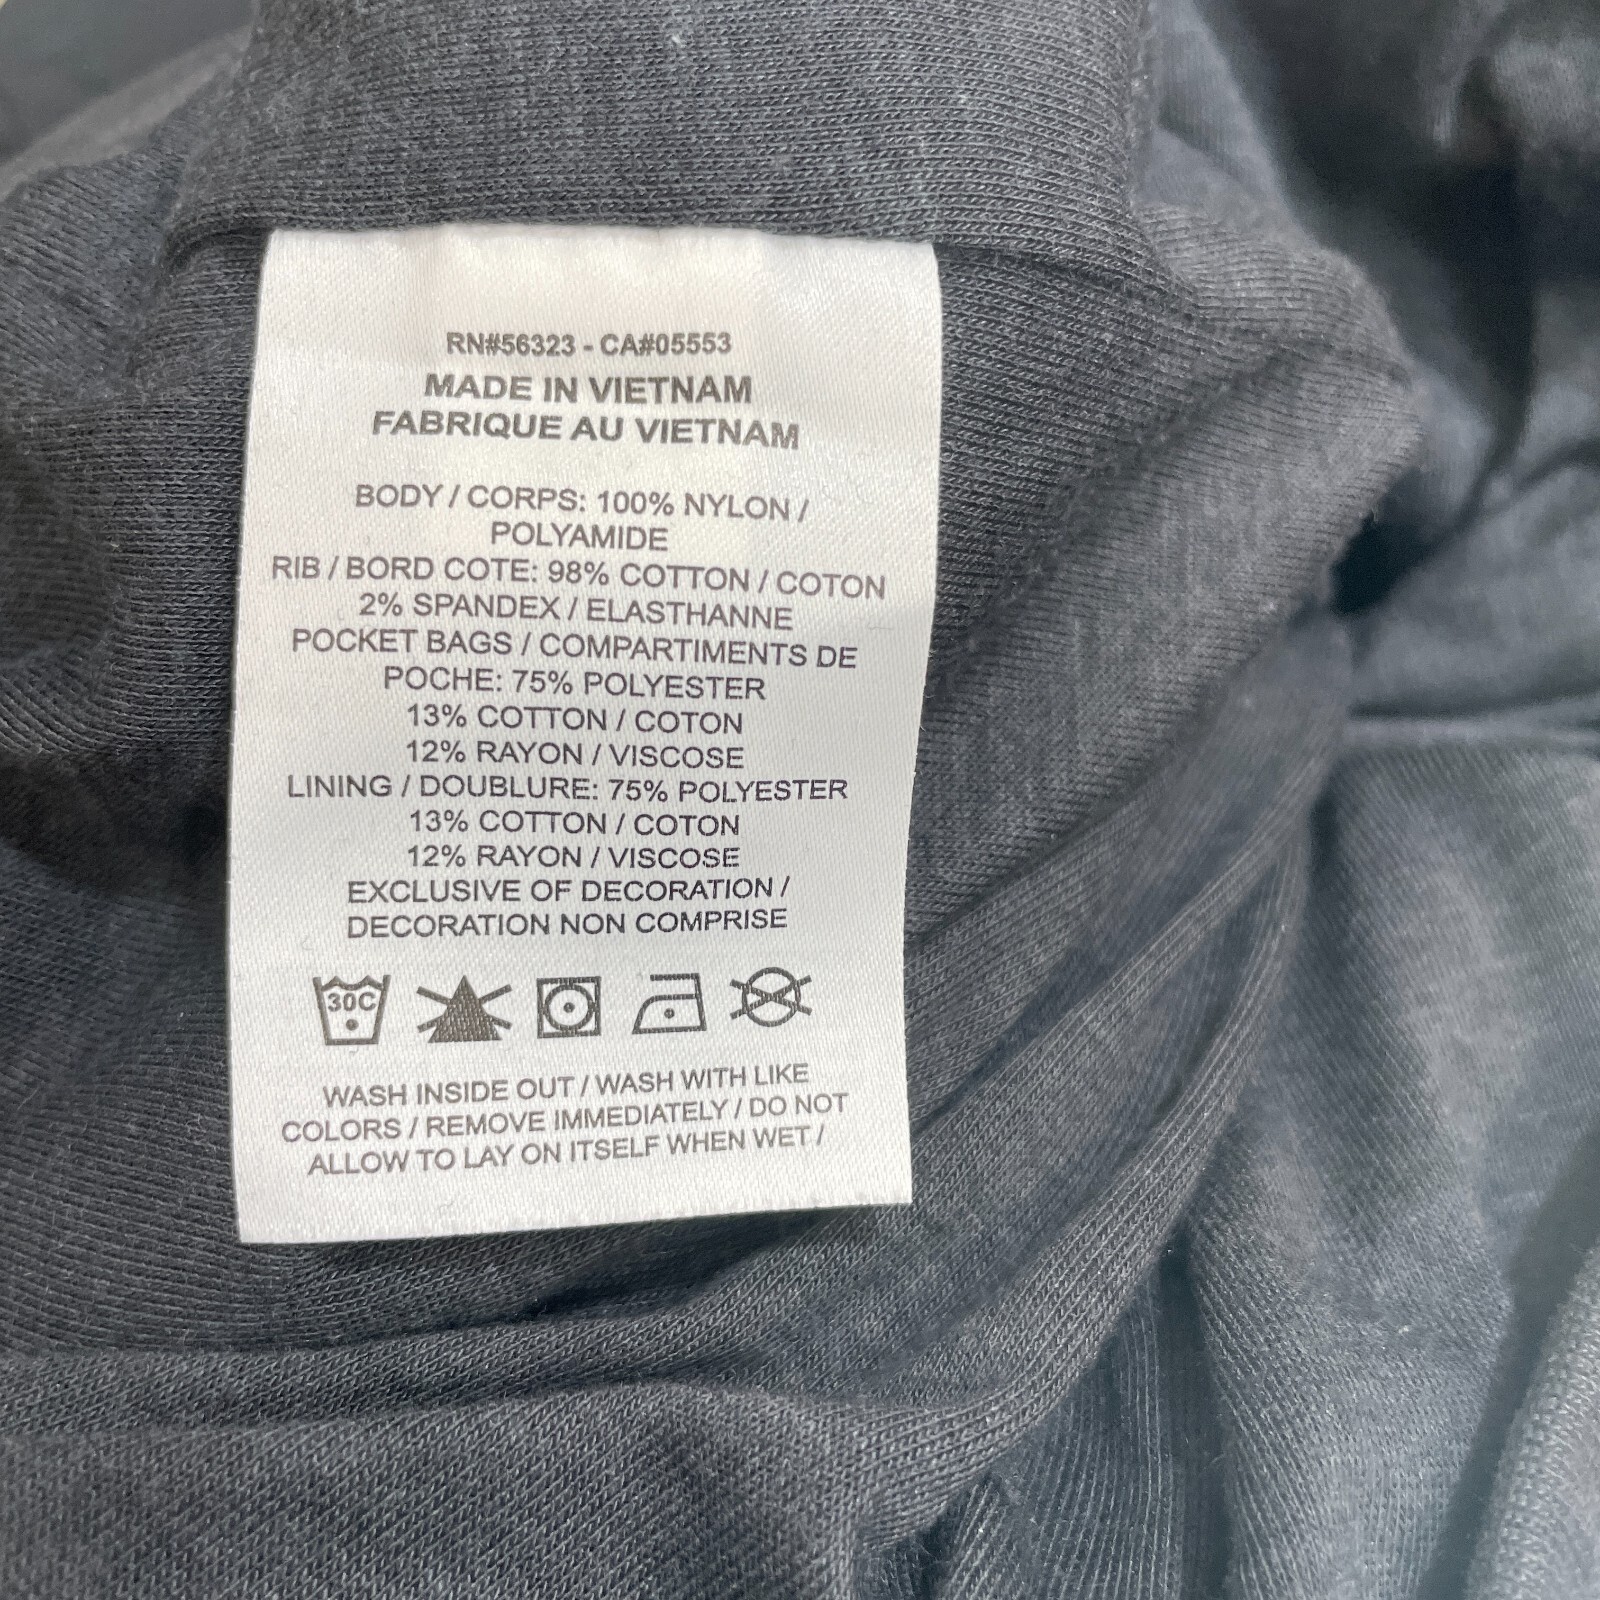 RN#56323 - CA#05553
MADE IN VIETNAM
FABRIQUE AU VIETNAM
BODY / CORPS: 100% NYLON /
POLYAMIDE
RIB / BORD COTE: 98% COTTON / COTON
2% SPANDEX / ELASTHANNE
POCKET BAGS / COMPARTIMENTS DE
POCHE: 75% POLYESTER
13% COTTON / COTON
12% RAYON / VISCOSE
LINING / DOUBLURE: 75% POLYESTER
13% COTTON / COTON
12% RAYON / VISCOSE
EXCLUSIVE OF DECORATION /
DECORATION NON COMPRISE
30C
WASH INSIDE OUT / WASH WITH LIKE
COLORS / REMOVE IMMEDIATELY / DO NOT
ALLOW TO LAY ON ITSELF WHEN WET /